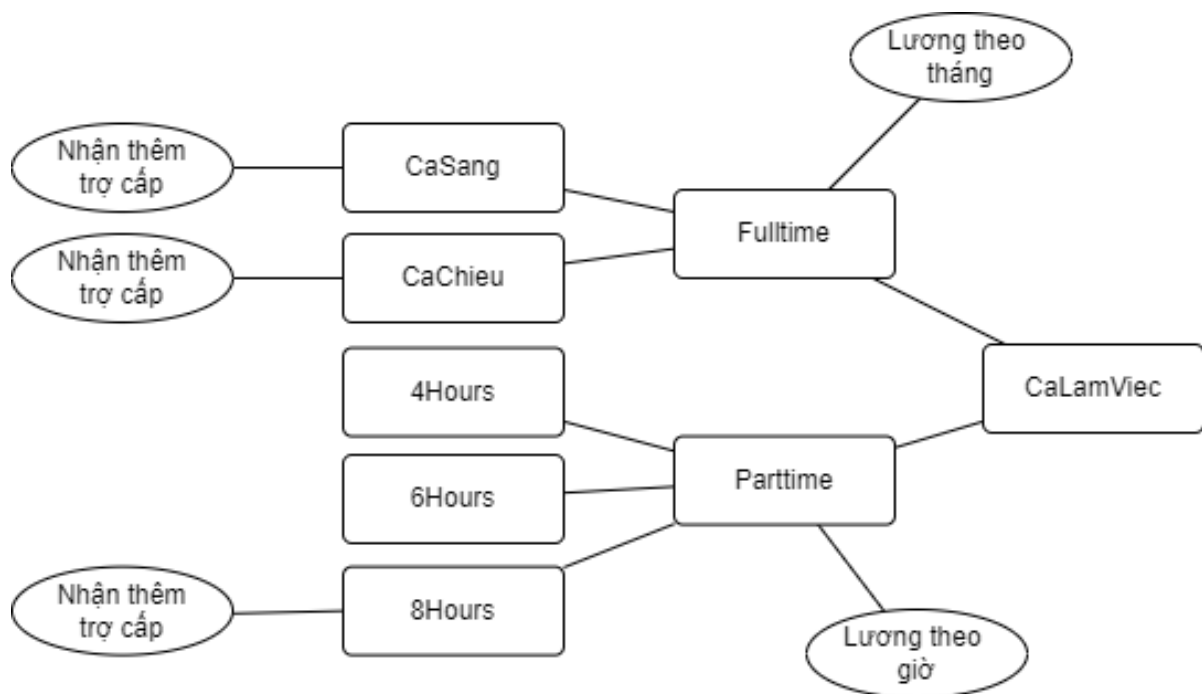 Lương theo
tháng
Nhận thêm
trợ cấp
CaSang
Fulltime
Nhận thêm
trợ cấp
CaChieu
4Hours
CaLamViec
Parttime
6Hours
Nhận thêm
trợ cấp
8Hours
Lương theo
giờ